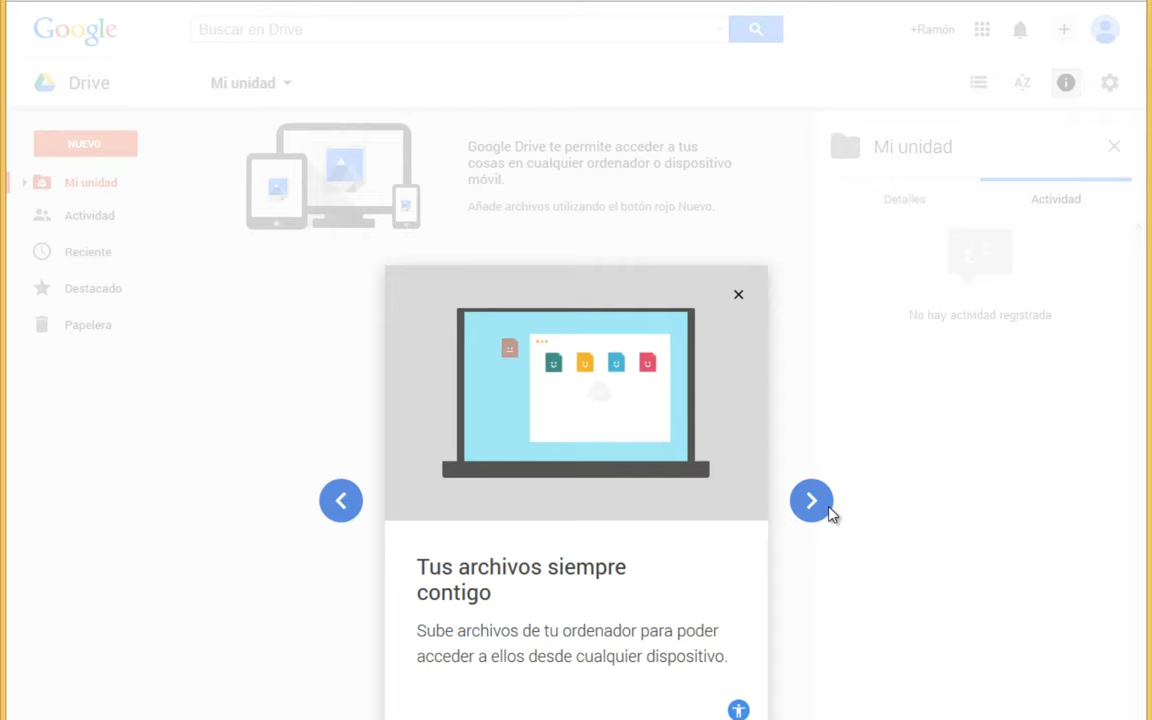 Google
Buscar en Drive
+Ramón
Drive
Mi unidad
AZ
NUEVO
Mi unidad
Actividad
Reciente
Destacado
Papelera
Google Drive te permite acceder a tus
cosas en cualquier ordenador o dispositivo
móvil.
Añade archivos utilizando el botón rojo Nuevo.
Mi unidad
Detalles
Actividad
No hay actividad registrada
Tus archivos siempre
contigo
Sube archivos de tu ordenador para poder
acceder a ellos desde cualquier dispositivo.